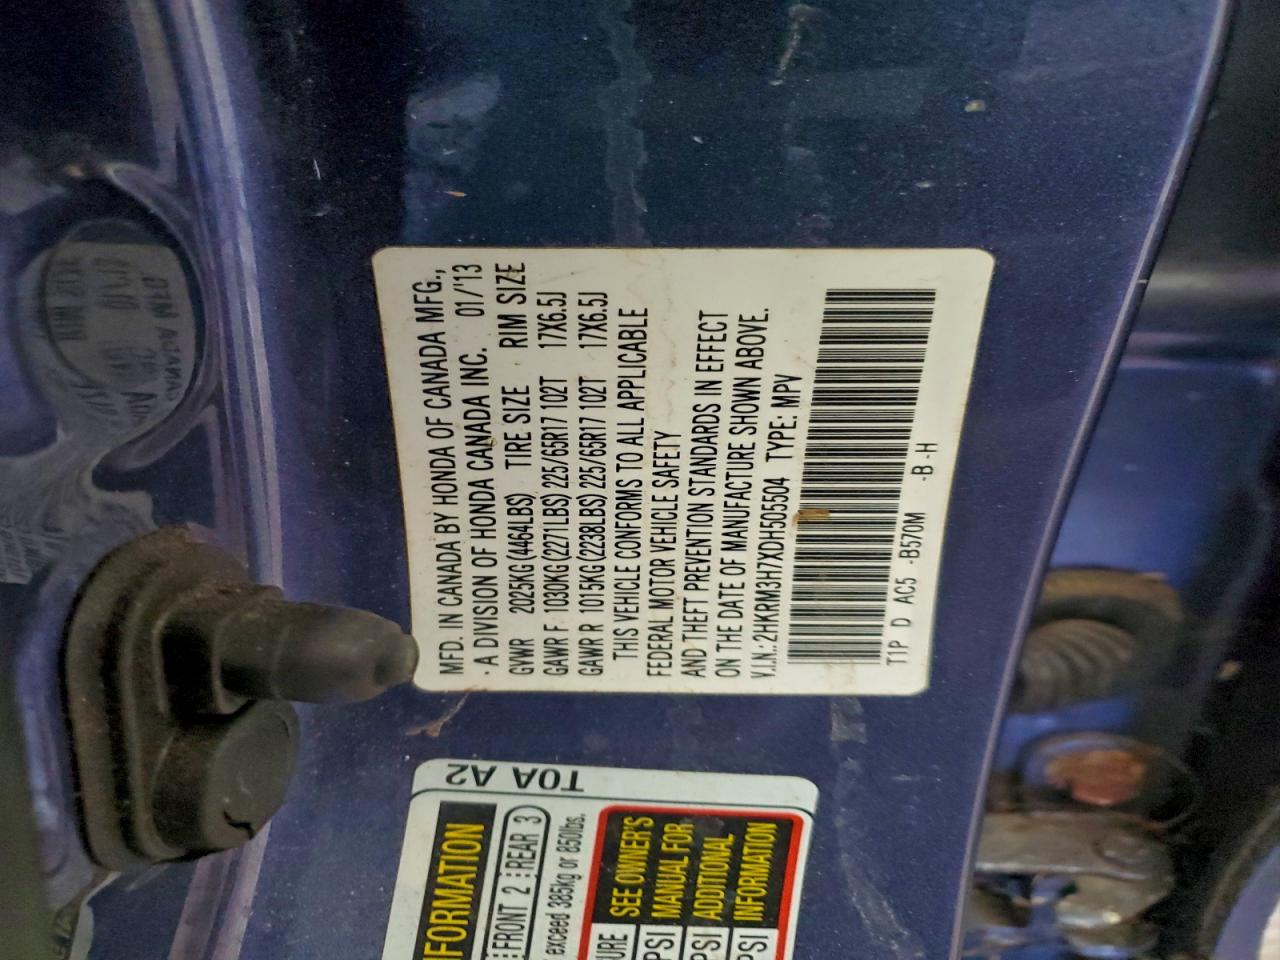 MFD. IN CANADA BY HONDA OF CANADA MFG.,
A DIVISION OF HONDA CANADA INC. 01/'13
GVWR 2025KG(4464LBS) TIRE SIZE RIM SIZE
GAWR F 1030KG(2271LBS) 225/65R17 102T 17X6.5J
GAWR R 1015KG(2238LBS) 225/65R17 102T 17X6.5J
THIS VEHICLE CONFORMS TO ALL APPLICABLE
FEDERAL MOTOR VEHICLE SAFETY
AND THEFT PREVENTION STANDARDS IN EFFECT
ON THE DATE OF MANUFACTURE SHOWN ABOVE.
V.I.N.: 2HKRM3H7XDH505504 TYPE: MPV
T1P D AC5 -B570M -B -H
T0A A2
FORMATION
FRONT 2 REAR 3
exceed 385kg or 850lbs.
URE SEE OWNER'S
PSI MANUAL FOR
PSI ADDITIONAL
PSI INFORMATION